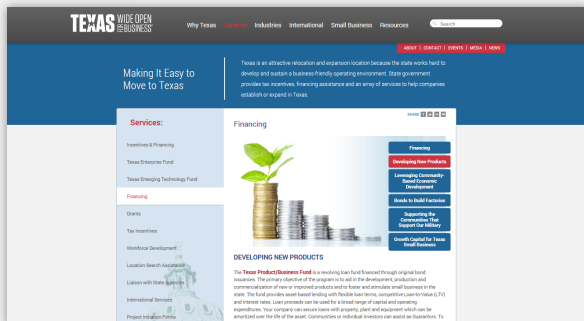 TEXAS WIDE OPEN FOR BUSINESS™
Why Texas Services Industries International Small Business Resources Search
ABOUT | CONTACT | EVENTS | MEDIA | NEWS
Making It Easy to
Move to Texas
Texas is an attractive relocation and expansion location because the state works hard to
develop and sustain a business-friendly operating environment. State government
provides tax incentives, financing assistance and an array of services to help companies
establish or expand in Texas.
SHARE
Services:
Financing
Incentives & Financing
Texas Enterprise Fund
Texas Emerging Technology Fund
Financing
Grants
Tax Incentives
Workforce Development
Location Search Assistance
Liaison with State Agencies
International Services
Project Initiation Forms
Financing
Developing New Products
Leveraging Community-
Based Economic
Development
Bonds to Build Factories
Supporting the
Communities That
Support Our Military
Growth Capital for Texas
Small Business
DEVELOPING NEW PRODUCTS
The Texas Product/Business Fund is a revolving loan fund financed through original bond
issuances. The primary objective of the program is to aid in the development, production and
commercialization of new or improved products and to foster and stimulate small business in the
state. The fund provides asset-based lending with flexible loan terms, competitive Loan-to-Value (LTV)
and interest rates. Loan proceeds can be used for a broad range of capital and operating
expenditures. Your company can secure loans with property, plant and equipment which can be
amortized over the life of the asset. Communities or individual investors can assist as Guarantors. To